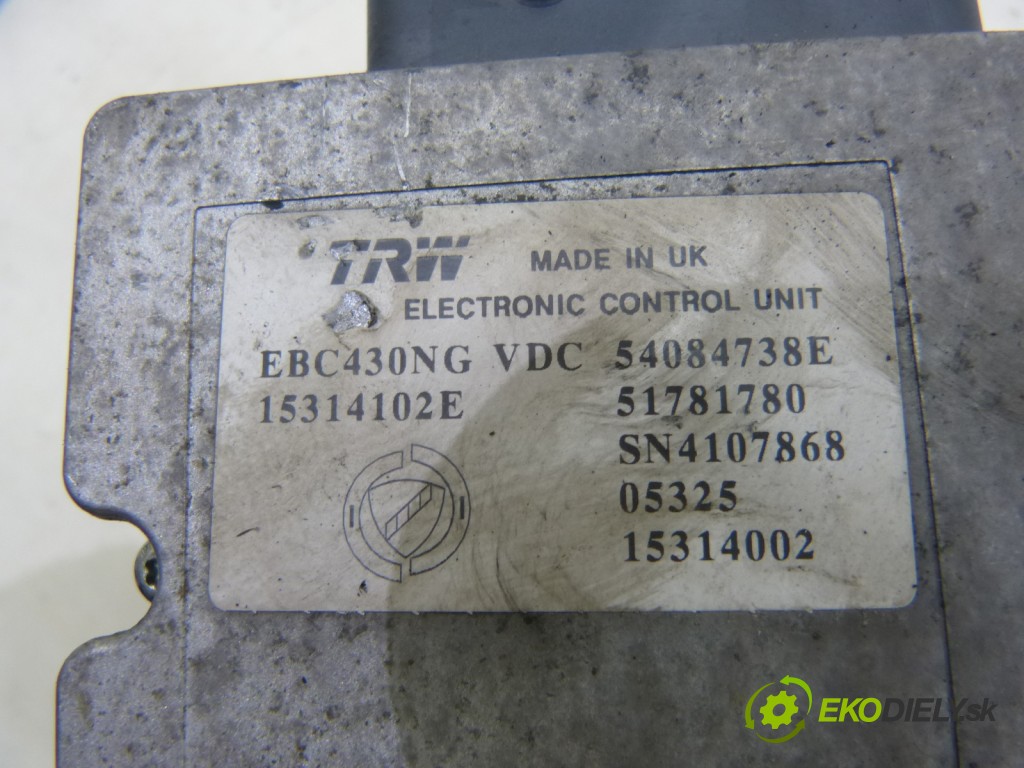 TRW MADE IN UK
ELECTRONIC CONTROL UNIT
EBC430NG VDC 54084738E
15314102E 51781780
SN4107868
05325
15314002
EKODIELY.sk